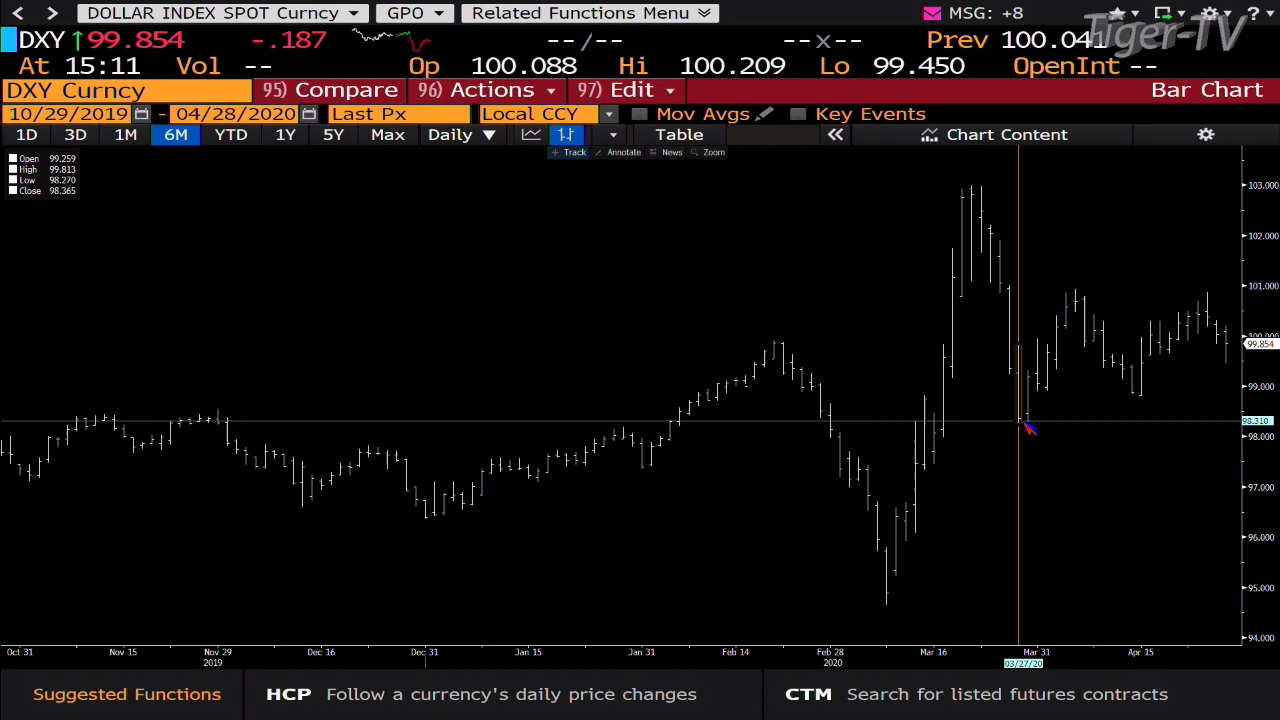 DOLLAR INDEX SPOT Curncy GPO Related Functions Menu MSG: +8
Tiger-TV
DXY 99.854 -.187 --/-- --x-- Prev 100.041
At 15:11 Vol -- Op 100.088 Hi 100.209 Lo 99.450 OpenInt --
DXY Curncy 95) Compare 96) Actions 97) Edit Bar Chart
10/29/2019 - 04/28/2020 Last Px Local CCY Mov Avgs Key Events
1D 3D 1M 6M YTD 1Y 5Y Max Daily Table Chart Content
Track Annotate News Zoom
Open 99.259
High 99.813
Low 98.270
Close 98.365
103.000
102.000
101.000
100.000
99.854
99.000
98.310
98.000
97.000
96.000
95.000
94.000
Oct 31 Nov 15 Nov 29 Dec 16 Dec 31 Jan 15 Jan 31 Feb 14 Feb 28 Mar 16 Mar 31 Apr 15
2019 2020 03/27/20
Suggested Functions HCP Follow a currency's daily price changes CTM Search for listed futures contracts